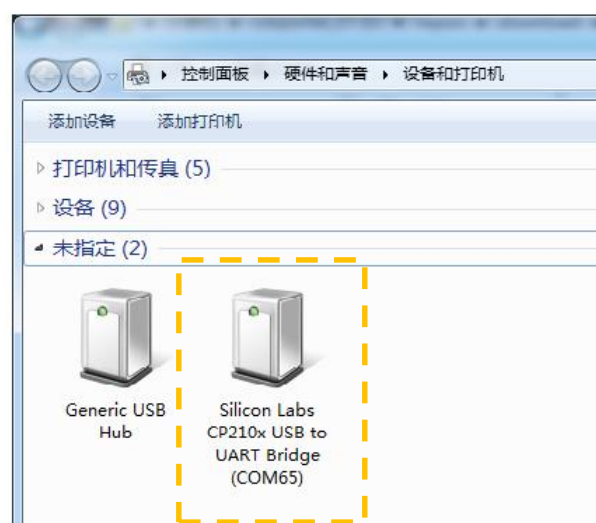 控制面板 硬件和声音 设备和打印机
添加设备 添加打印机
打印机和传真 (5)
设备 (9)
未指定 (2)
Generic USB
Hub
Silicon Labs
CP210x USB to
UART Bridge
(COM65)